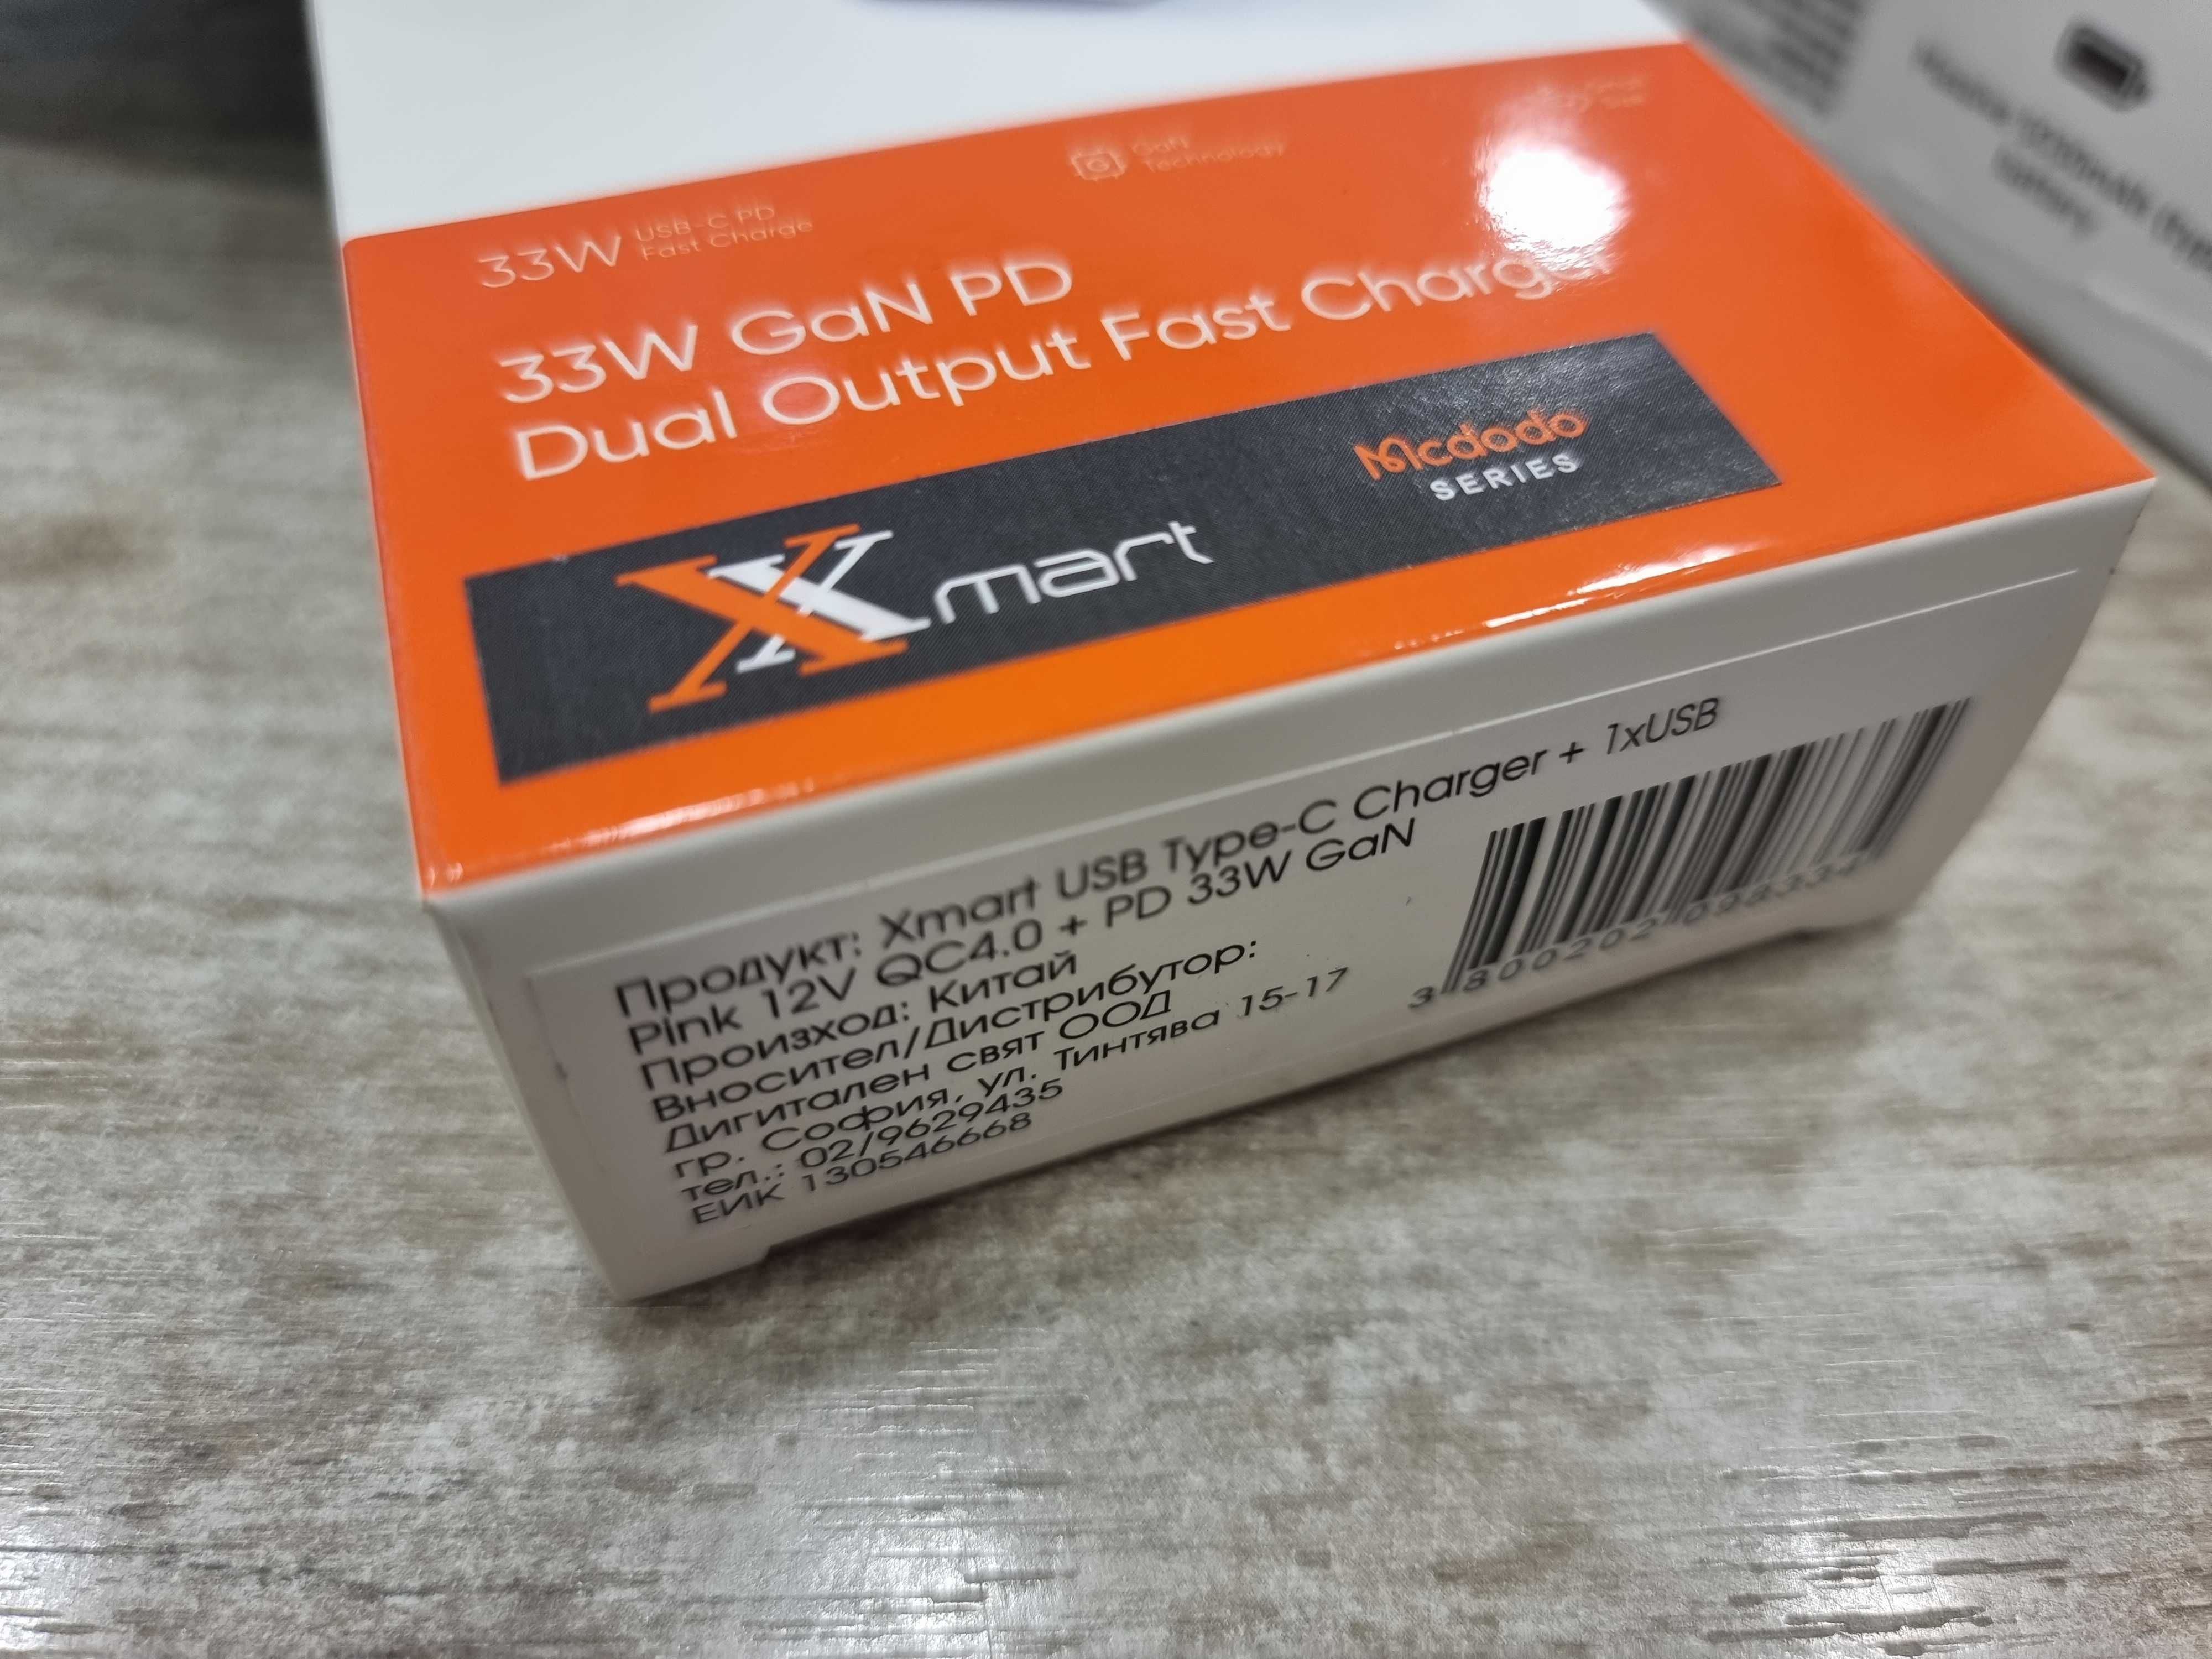 33W USB-C PD
Fast Charge
GaN
Technology
33W GaN PD
Dual Output Fast Charger
Xmart
Mcdodo
SERIES
Продукт: Xmart USB Type-C Charger + 1xUSB
Pink 12V QC4.0 + PD 33W GaN
Произход: Китай
Вносител/Дистрибутор:
Дигитален свят ООД
гр. София, ул. Тинтява 15-17
тел.: 02/9629435
ЕИК 130546668
battery